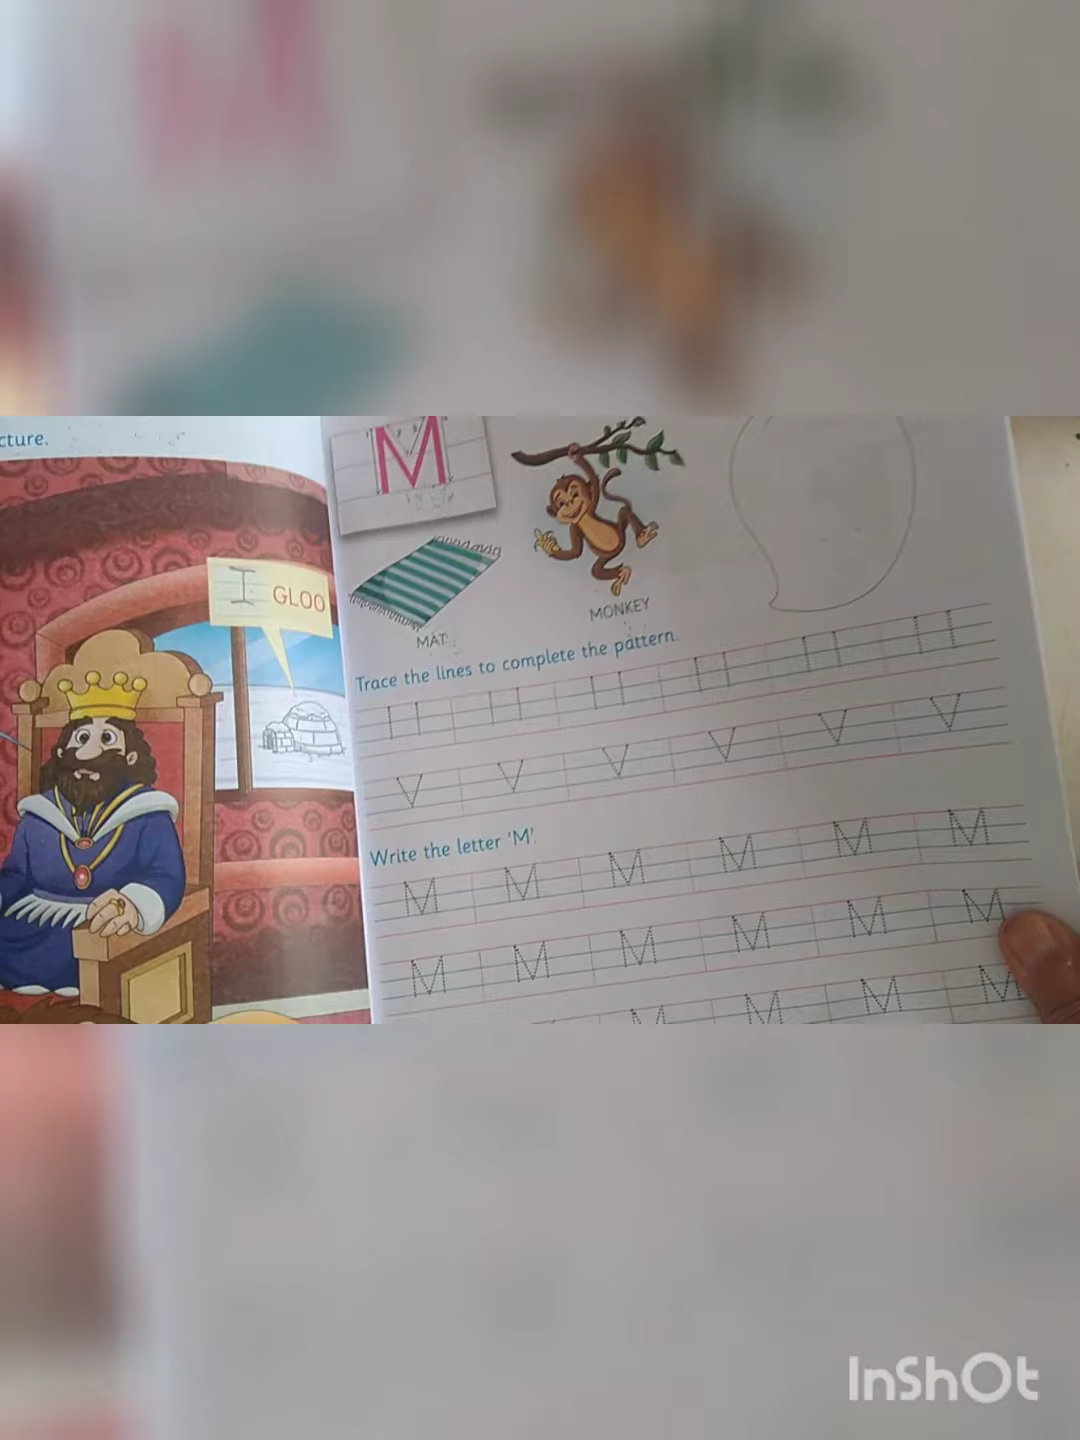 cture.
I GLOO
M
MAT
MONKEY
Trace the lines to complete the pattern.
V V V V V V
Write the letter 'M'.
M M M M M M
M M M M M M
M M M M
InShOt